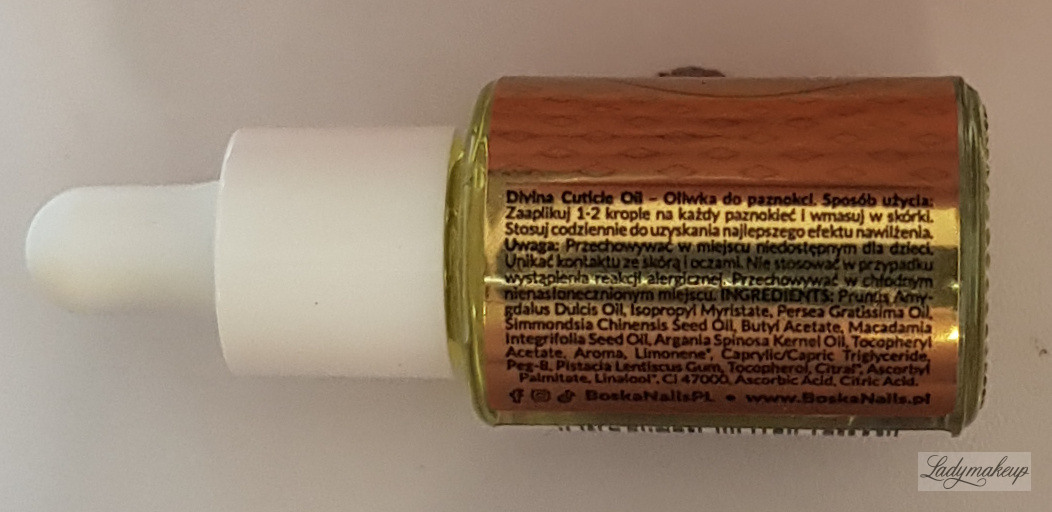 Divina Cuticle Oil – Oliwka do paznokci. Sposób użycia:
Zaaplikuj 1-2 krople na każdy paznokieć i wmasuj w skórki.
Stosuj codziennie do uzyskania najlepszego efektu nawilżenia.
Uwaga: Przechowywać w miejscu niedostępnym dla dzieci.
Unikać kontaktu ze skórą i oczami. Nie stosować w przypadku
wystąpienia reakcji alergicznej. Przechowywać w chłodnym
nienasłonecznionym miejscu. INGREDIENTS: Prunus Amy-
gdalus Dulcis Oil, Isopropyl Myristate, Persea Gratissima Oil,
Simmondsia Chinensis Seed Oil, Butyl Acetate, Macadamia
Integrifolia Seed Oil, Argania Spinosa Kernel Oil, Tocopheryl
Acetate, Aroma, Limonene*, Caprylic/Capric Triglyceride,
Peg-8, Pistacia Lentiscus Gum, Tocopherol, Citral*, Ascorbyl
Palmitate, Linalool*, CI 47000, Ascorbic Acid, Citric Acid.
BoskaNailsPL • www.BoskaNails.pl
Ladymakeup